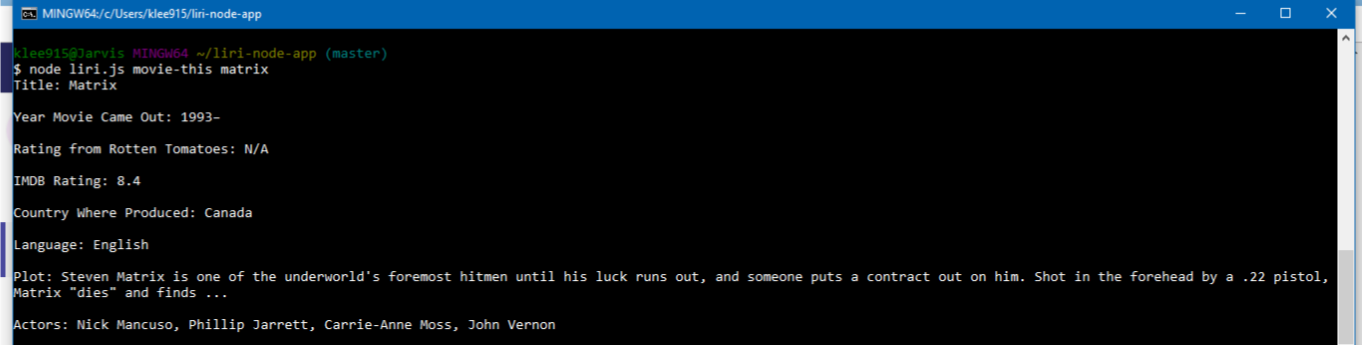 MINGW64:/c/Users/klee915/liri-node-app
klee915@Jarvis MINGW64 ~/liri-node-app (master)
$ node liri.js movie-this matrix
Title: Matrix
Year Movie Came Out: 1993–
Rating from Rotten Tomatoes: N/A
IMDB Rating: 8.4
Country Where Produced: Canada
Language: English
Plot: Steven Matrix is one of the underworld's foremost hitmen until his luck runs out, and someone puts a contract out on him. Shot in the forehead by a .22 pistol,
Matrix "dies" and finds ...
Actors: Nick Mancuso, Phillip Jarrett, Carrie-Anne Moss, John Vernon